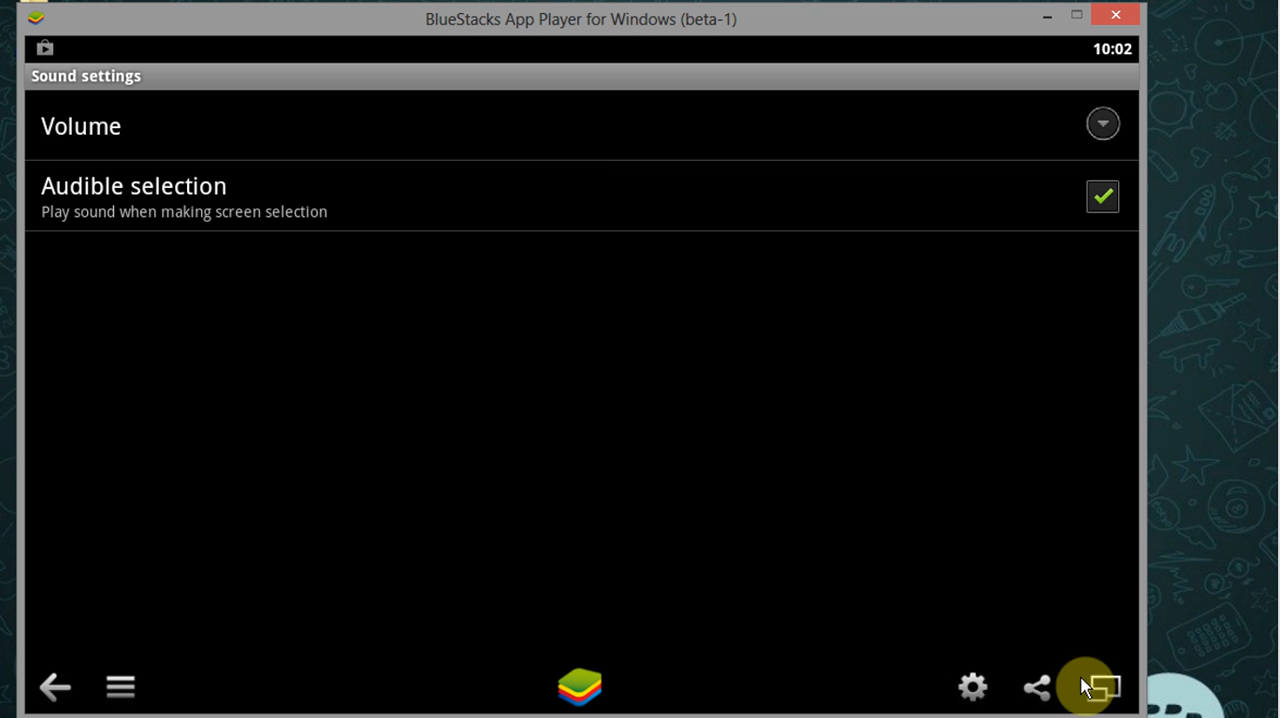 BlueStacks App Player for Windows (beta-1)
10:02
Sound settings
Volume
Audible selection
Play sound when making screen selection